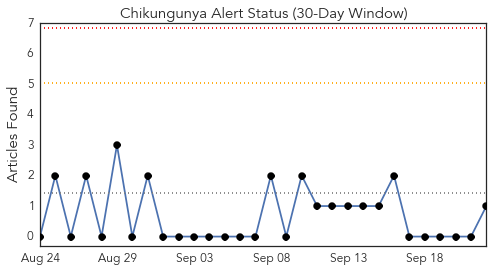 Chikungunya Alert Status (30-Day Window)
Articles Found
7
6
5
4
3
2
1
0
Aug 24 Aug 29 Sep 03 Sep 08 Sep 13 Sep 18